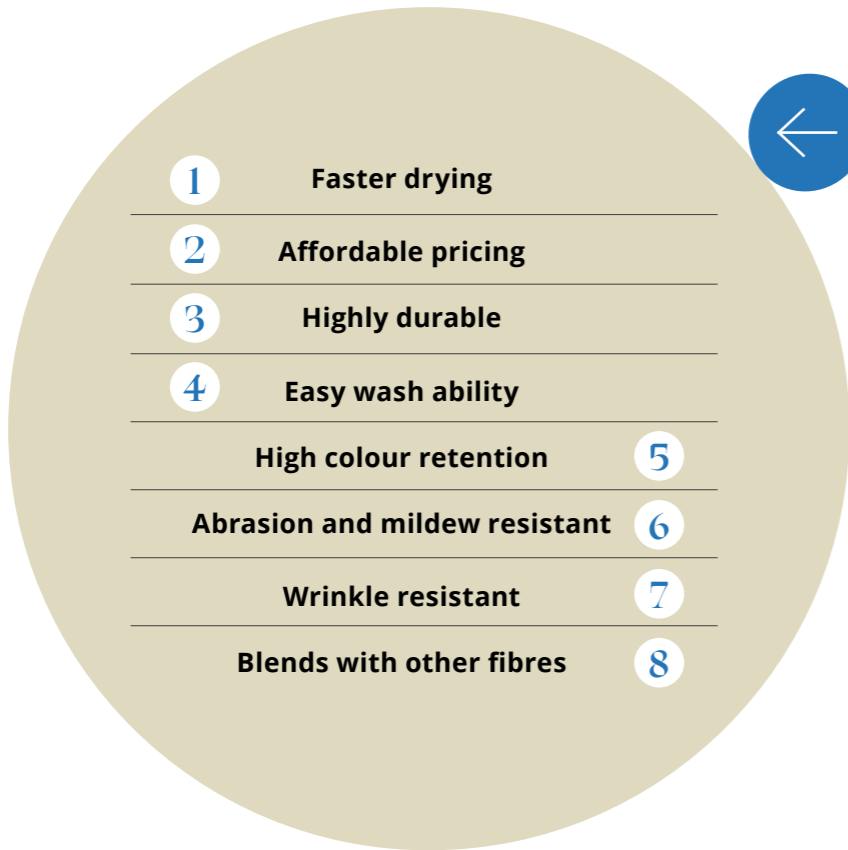 1 Faster drying
2 Affordable pricing
3 Highly durable
4 Easy wash ability
High colour retention 5
Abrasion and mildew resistant 6
Wrinkle resistant 7
Blends with other fibres 8